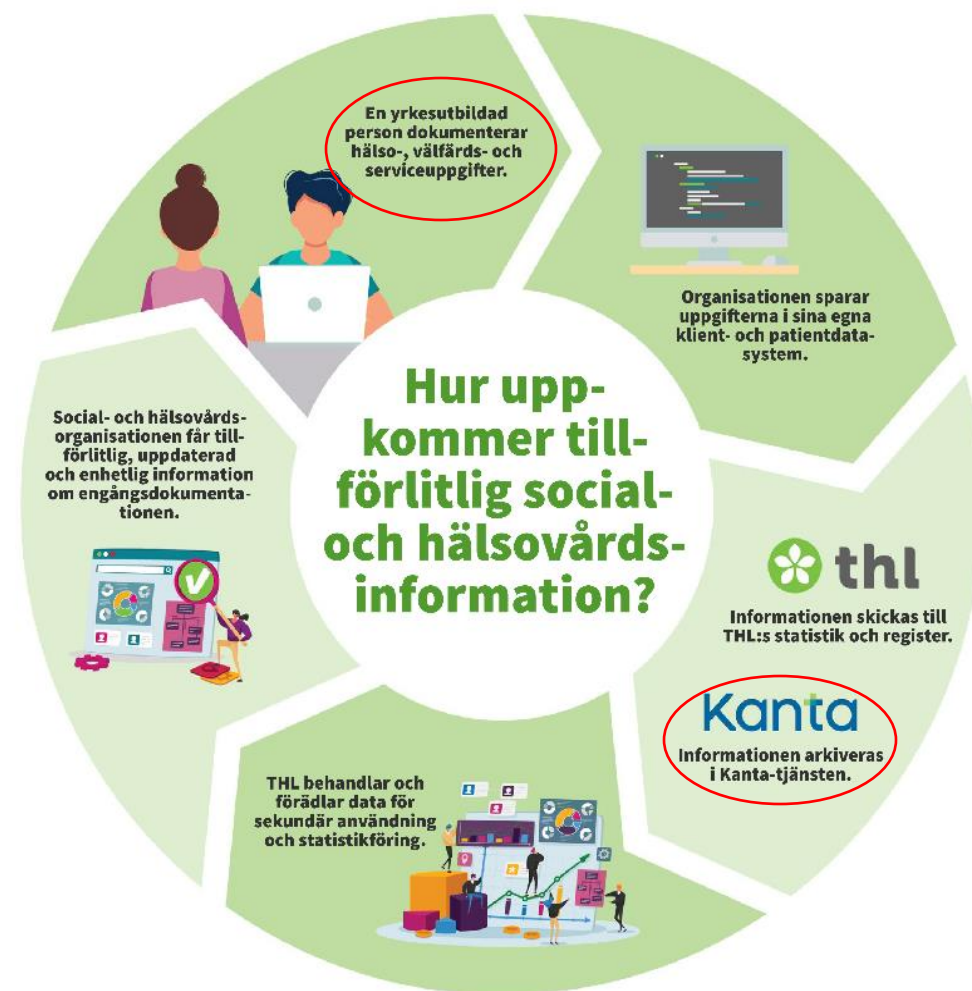 En yrkesutbildad
person dokumenterar
hälso-, välfärds- och
serviceuppgifter.
Organisationen sparar
uppgifterna i sina egna
klient- och patientdata-
system.
thl
Informationen skickas till
THL:s statistik och register.
Kanta
Informationen arkiveras
i Kanta-tjänsten.
THL behandlar och
förädlar data för
sekundär användning
och statistikföring.
Social- och hälsovårds-
organisationen får till-
förlitlig, uppdaterad
och enhetlig information
om engångsdokumenta-
tionen.
Hur upp-
kommer till-
förlitlig social-
och hälsovårds-
information?